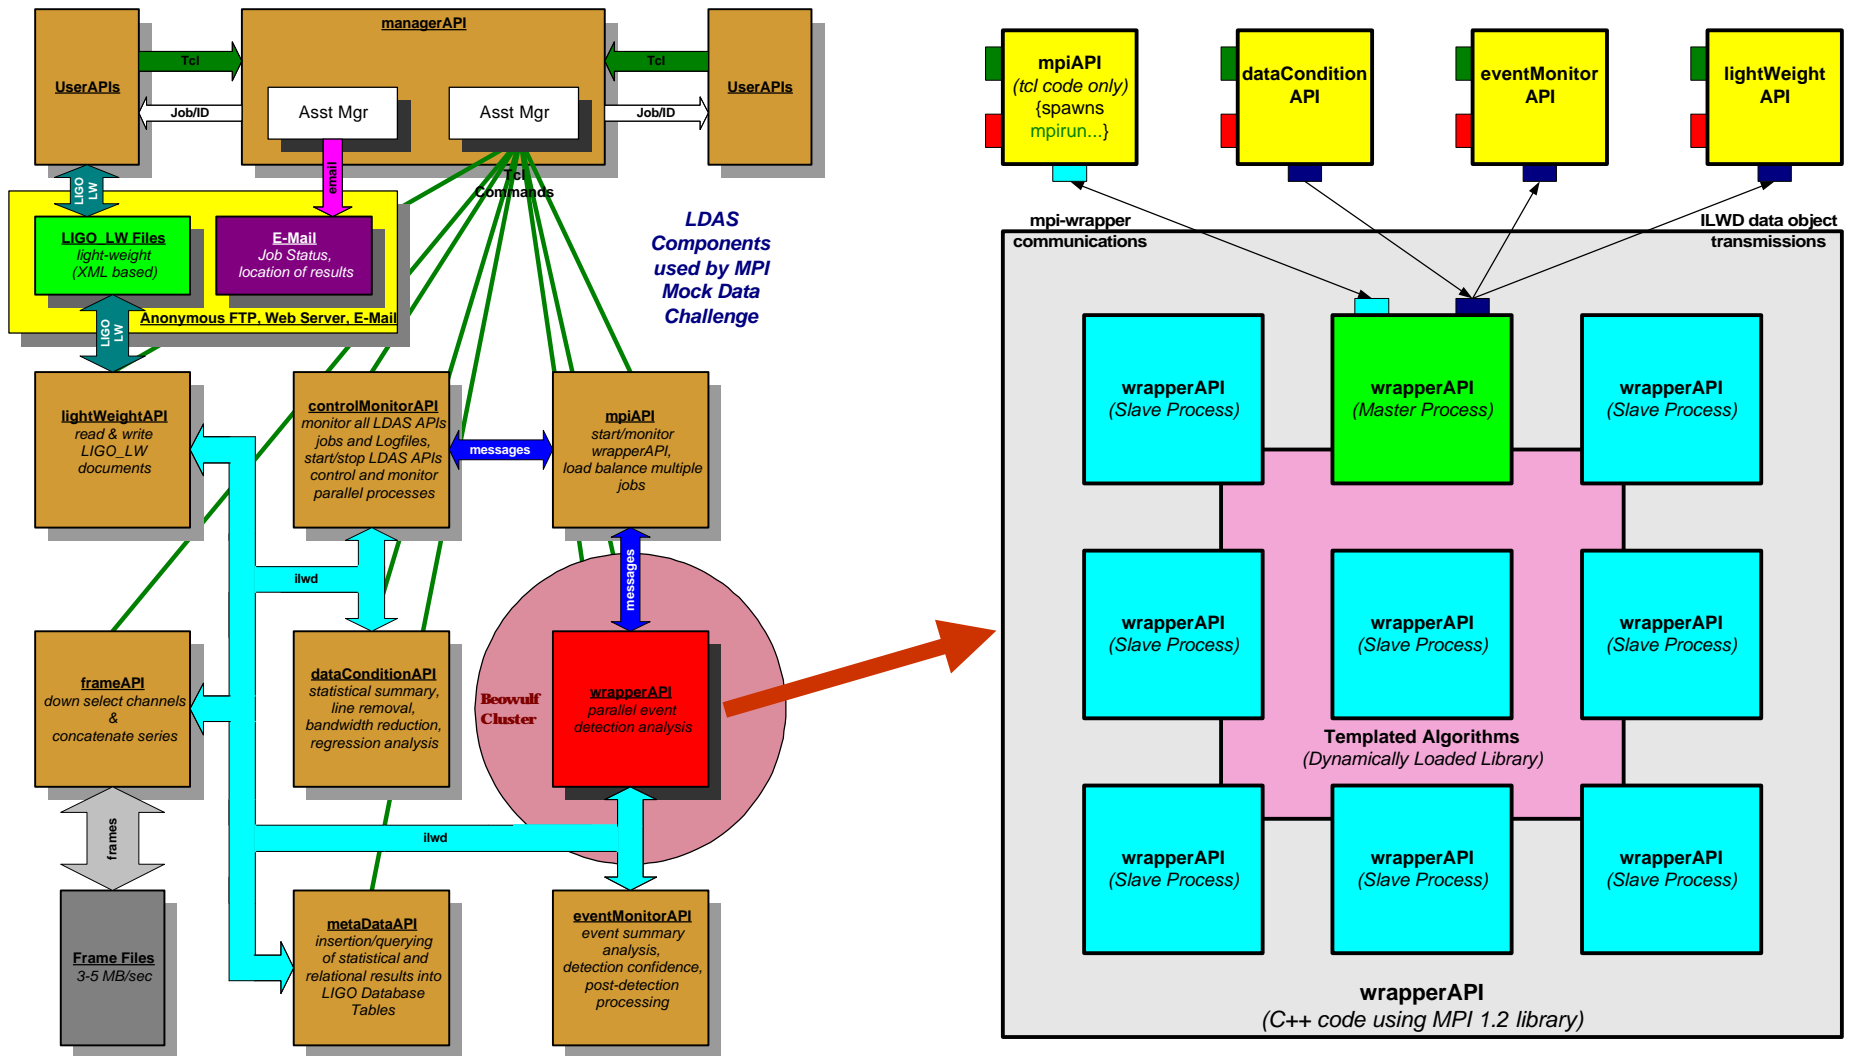 managerAPI
UserAPIs
Tcl
Job/ID
Asst Mgr
Asst Mgr
Tcl
Job/ID
UserAPIs
email
Tcl
Commands
LIGO
LW
LIGO_LW Files
light-weight
(XML based)
E-Mail
Job Status,
location of results
Anonymous FTP, Web Server, E-Mail
LIGO
LW
LDAS
Components
used by MPI
Mock Data
Challenge
lightWeightAPI
read & write
LIGO_LW
documents
controlMonitorAPI
monitor all LDAS APIs
jobs and Logfiles,
start/stop LDAS APIs
control and monitor
parallel processes
messages
mpiAPI
start/monitor
wrapperAPI,
load balance multiple
jobs
messages
ilwd
frameAPI
down select channels
&
concatenate series
dataConditionAPI
statistical summary,
line removal,
bandwidth reduction,
regression analysis
Beowulf
Cluster
wrapperAPI
parallel event
detection analysis
frames
ilwd
Frame Files
3-5 MB/sec
metaDataAPI
insertion/querying
of statistical and
relational results into
LIGO Database
Tables
eventMonitorAPI
event summary
analysis,
detection confidence,
post-detection
processing
mpiAPI
(tcl code only)
{spawns
mpirun...}
dataCondition
API
eventMonitor
API
lightWeight
API
mpi-wrapper
communications
ILWD data object
transmissions
wrapperAPI
(Slave Process)
wrapperAPI
(Master Process)
wrapperAPI
(Slave Process)
wrapperAPI
(Slave Process)
wrapperAPI
(Slave Process)
wrapperAPI
(Slave Process)
Templated Algorithms
(Dynamically Loaded Library)
wrapperAPI
(Slave Process)
wrapperAPI
(Slave Process)
wrapperAPI
(Slave Process)
wrapperAPI
(C++ code using MPI 1.2 library)